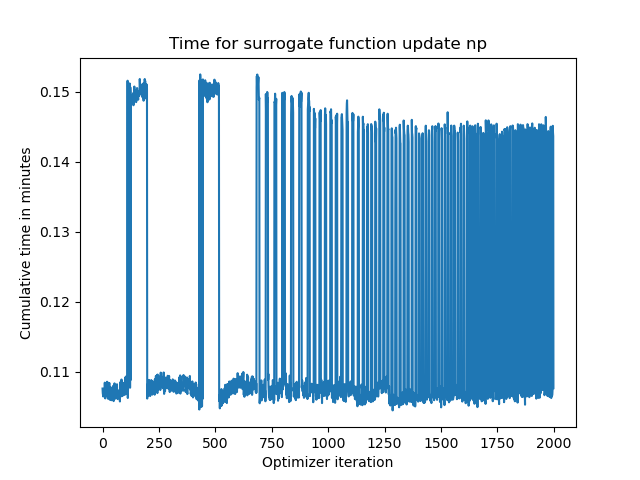 Time for surrogate function update np
Cumulative time in minutes
0.15
0.14
0.13
0.12
0.11
0 250 500 750 1000 1250 1500 1750 2000
Optimizer iteration